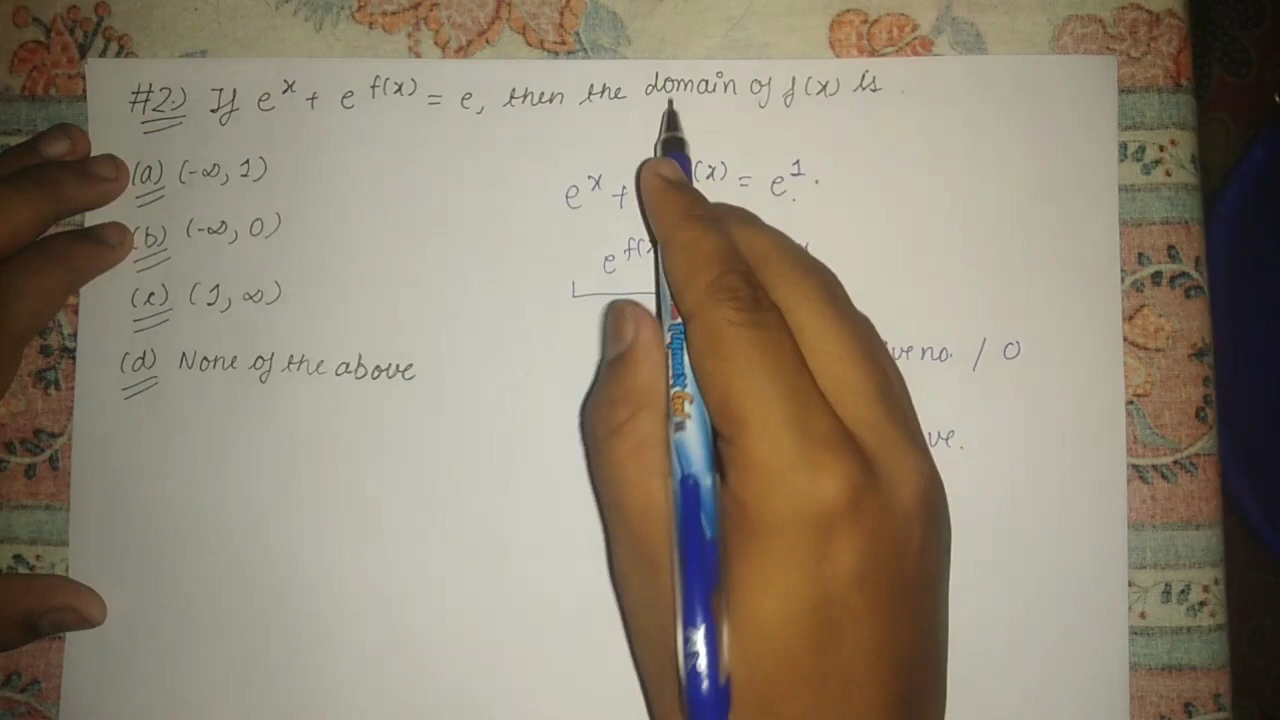 #2.) If e^x + e^f(x) = e, then the domain of f(x) is
(a) (-∞, 1)
(b) (-∞, 0)
(c) (1, ∞)
(d) None of the above
e^x + (x) = e^1.
e^f(x
ve no. / 0
ve.